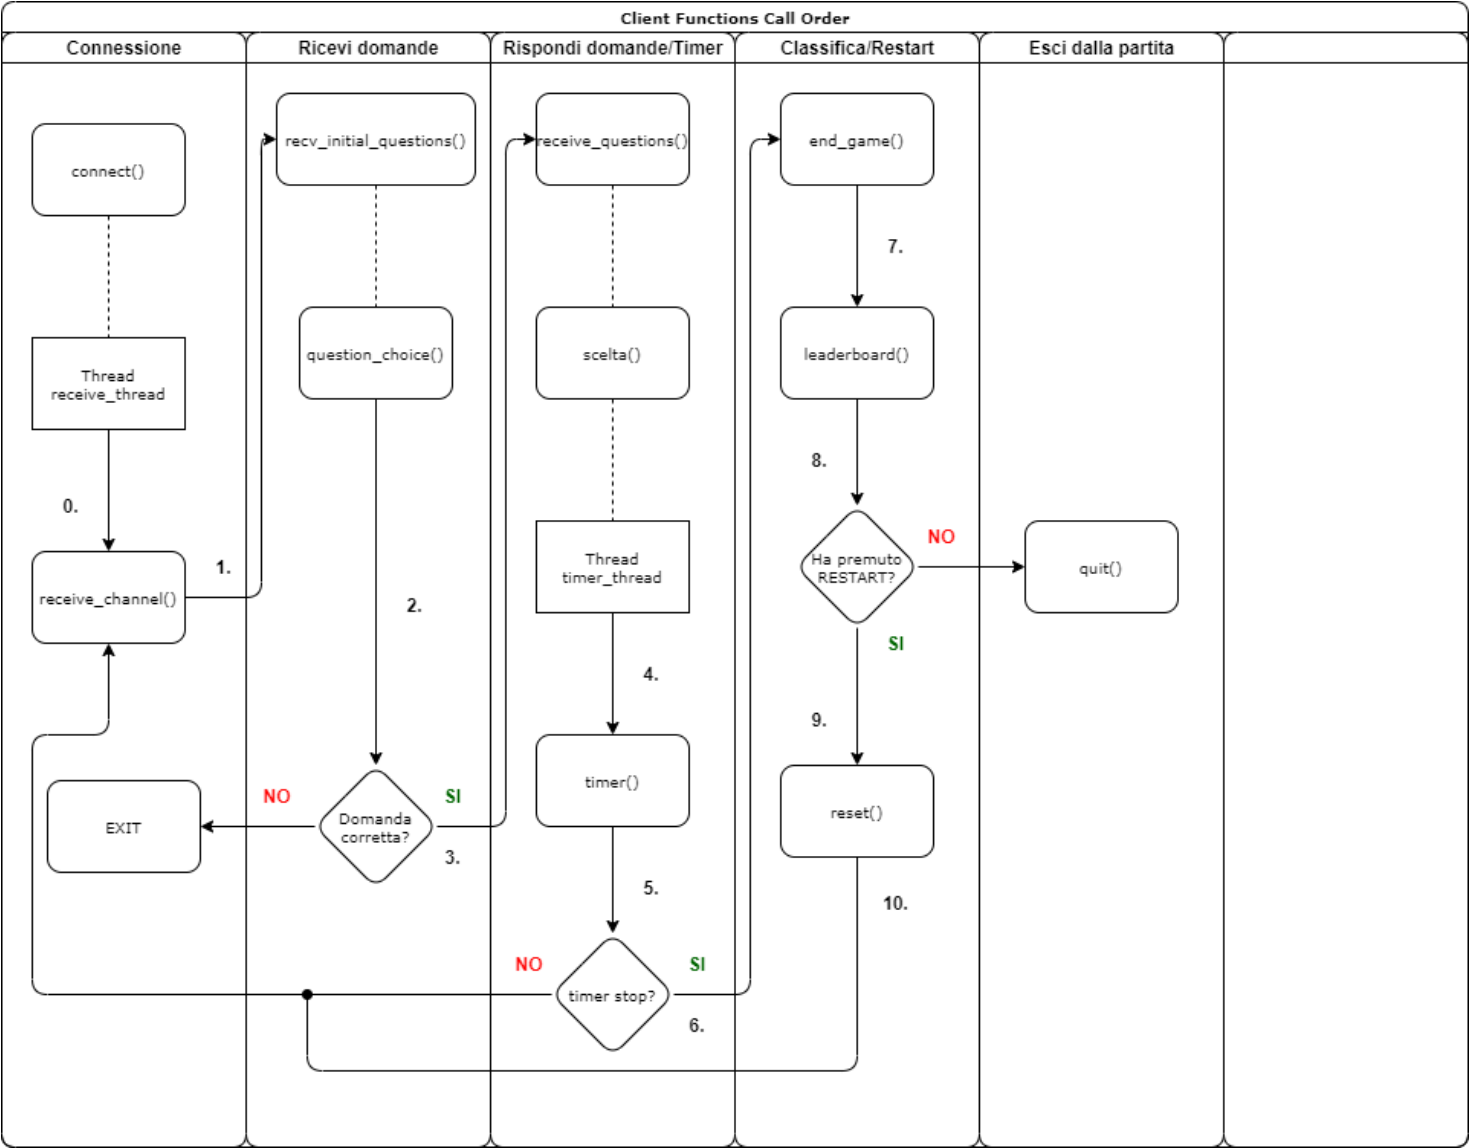 Client Functions Call Order
Connessione
Ricevi domande
Rispondi domande/Timer
Classifica/Restart
Esci dalla partita
connect()
Thread
receive_thread
0.
receive_channel()
1.
EXIT
recv_initial_questions()
question_choice()
2.
NO
Domanda
corretta?
SI
3.
receive_questions()
scelta()
Thread
timer_thread
4.
timer()
5.
NO
timer stop?
SI
6.
end_game()
7.
leaderboard()
8.
Ha premuto
RESTART?
NO
SI
9.
reset()
10.
quit()